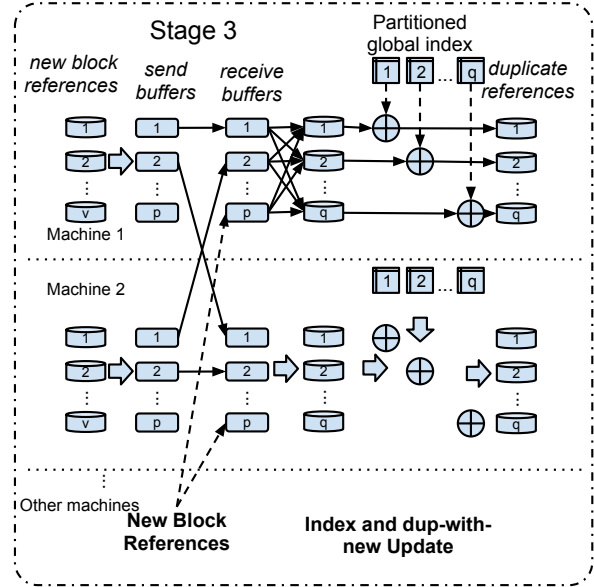 Stage 3
Partitioned
global index
new block
references
send
buffers
receive
buffers
1 2 ... q
duplicate
references
1 1 1 1 1
2 2 2 2 2
⋮ ⋮ ⋮ ⋮ ⋮
v p p q q
Machine 1
Machine 2
1 2 ... q
1 1 1 1 1
2 2 2 2 2
⋮ ⋮ ⋮ ⋮ ⋮
v p p q q
⋮
Other machines
New Block
References
Index and dup-with-
new Update